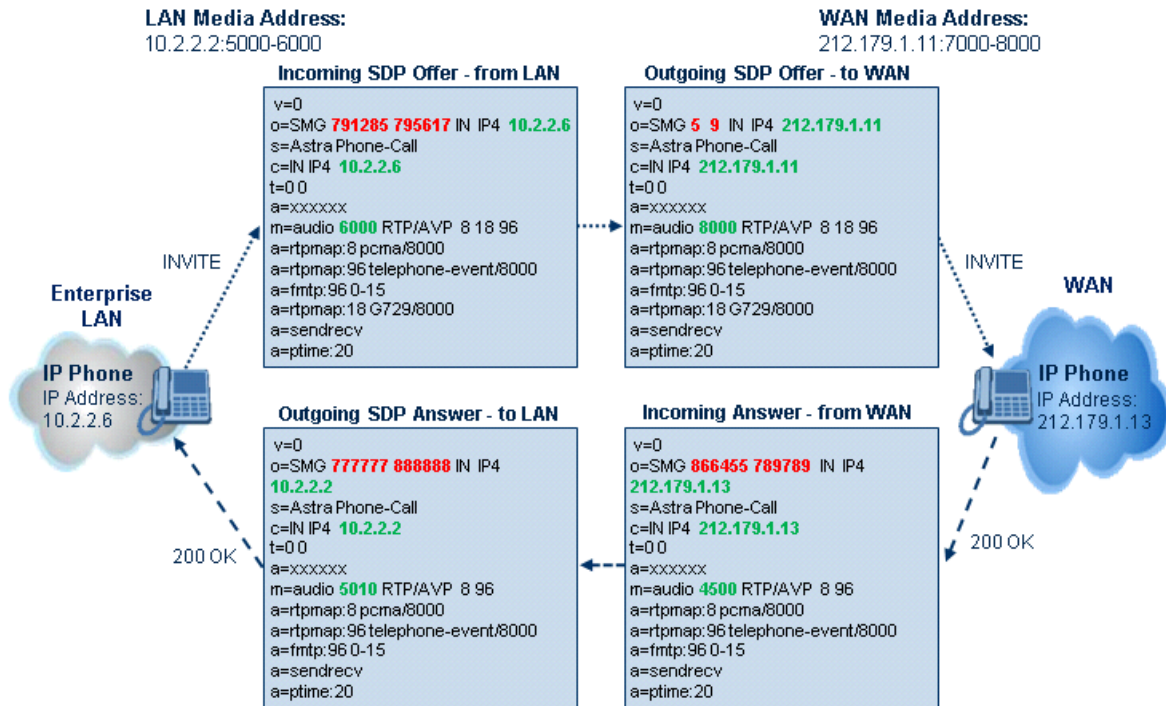 LAN Media Address:
10.2.2.2:5000-6000
WAN Media Address:
212.179.1.11:7000-8000
Incoming SDP Offer - from LAN
v=0
o=SMG 791285 795617 IN IP4 10.2.2.6
s=Astra Phone-Call
c=IN IP4 10.2.2.6
t=0 0
a=xxxxxx
m=audio 6000 RTP/AVP 8 18 96
a=rtpmap:8 pcma/8000
a=rtpmap:96 telephone-event/8000
a=fmtp:96 0-15
a=rtpmap:18 G729/8000
a=sendrecv
a=ptime:20
Outgoing SDP Offer - to WAN
v=0
o=SMG 5 9 IN IP4 212.179.1.11
s=Astra Phone-Call
c=IN IP4 212.179.1.11
t=0 0
a=xxxxxx
m=audio 8000 RTP/AVP 8 18 96
a=rtpmap:8 pcma/8000
a=rtpmap:96 telephone-event/8000
a=fmtp:96 0-15
a=rtpmap:18 G729/8000
a=sendrecv
a=ptime:20
INVITE
INVITE
Enterprise
LAN
IP Phone
IP Address:
10.2.2.6
WAN
IP Phone
IP Address:
212.179.1.13
Outgoing SDP Answer - to LAN
v=0
o=SMG 777777 888888 IN IP4
10.2.2.2
s=Astra Phone-Call
c=IN IP4 10.2.2.2
t=0 0
a=xxxxxx
m=audio 5010 RTP/AVP 8 96
a=rtpmap:8 pcma/8000
a=rtpmap:96 telephone-event/8000
a=fmtp:96 0-15
a=sendrecv
a=ptime:20
Incoming Answer - from WAN
v=0
o=SMG 866455 789789 IN IP4
212.179.1.13
s=Astra Phone-Call
c=IN IP4 212.179.1.13
t=0 0
a=xxxxxx
m=audio 4500 RTP/AVP 8 96
a=rtpmap:8 pcma/8000
a=rtpmap:96 telephone-event/8000
a=fmtp:96 0-15
a=sendrecv
a=ptime:20
200 OK
200 OK